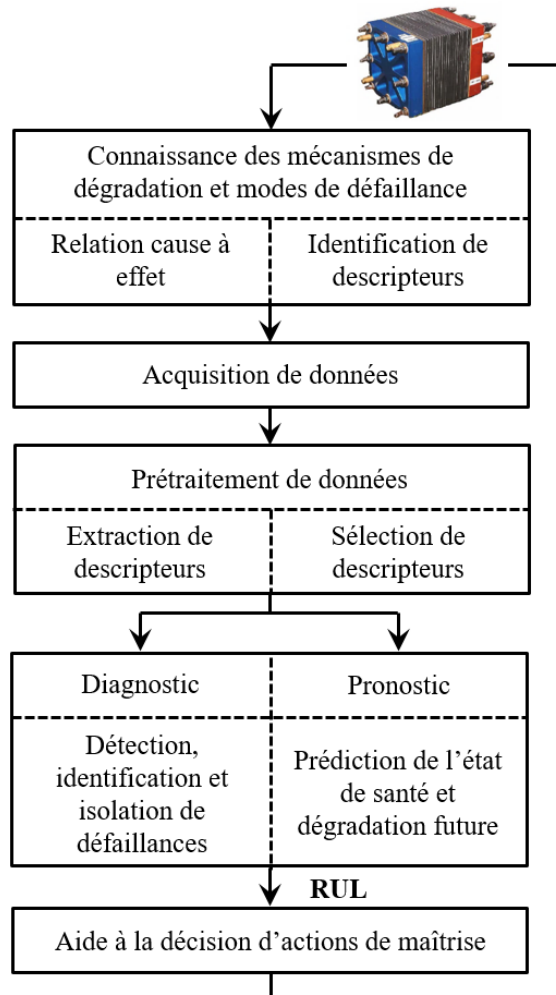 Connaissance des mécanismes de
dégradation et modes de défaillance
Relation cause à
effet
Identification de
descripteurs
Acquisition de données
Prétraitement de données
Extraction de
descripteurs
Sélection de
descripteurs
Diagnostic
Pronostic
Détection,
identification et
isolation de
défaillances
Prédiction de l’état
de santé et
dégradation future
RUL
Aide à la décision d’actions de maîtrise